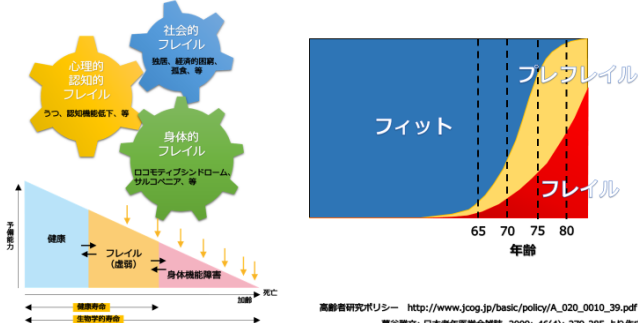 社会的
フレイル
独居、経済的困窮、
孤食、等
心理的
認知的
フレイル
うつ、認知機能低下、等
身体的
フレイル
ロコモティブシンドローム、
サルコペニア、等
予備能力
健康
フレイル
（虚弱）
身体機能障害
死亡
加齢
健康寿命
生物学的寿命
フィット
プレフレイル
フレイル
65 70 75 80
年齢
高齢者研究ポリシー http://www.jcog.jp/basic/policy/A_020_0010_39.pdf